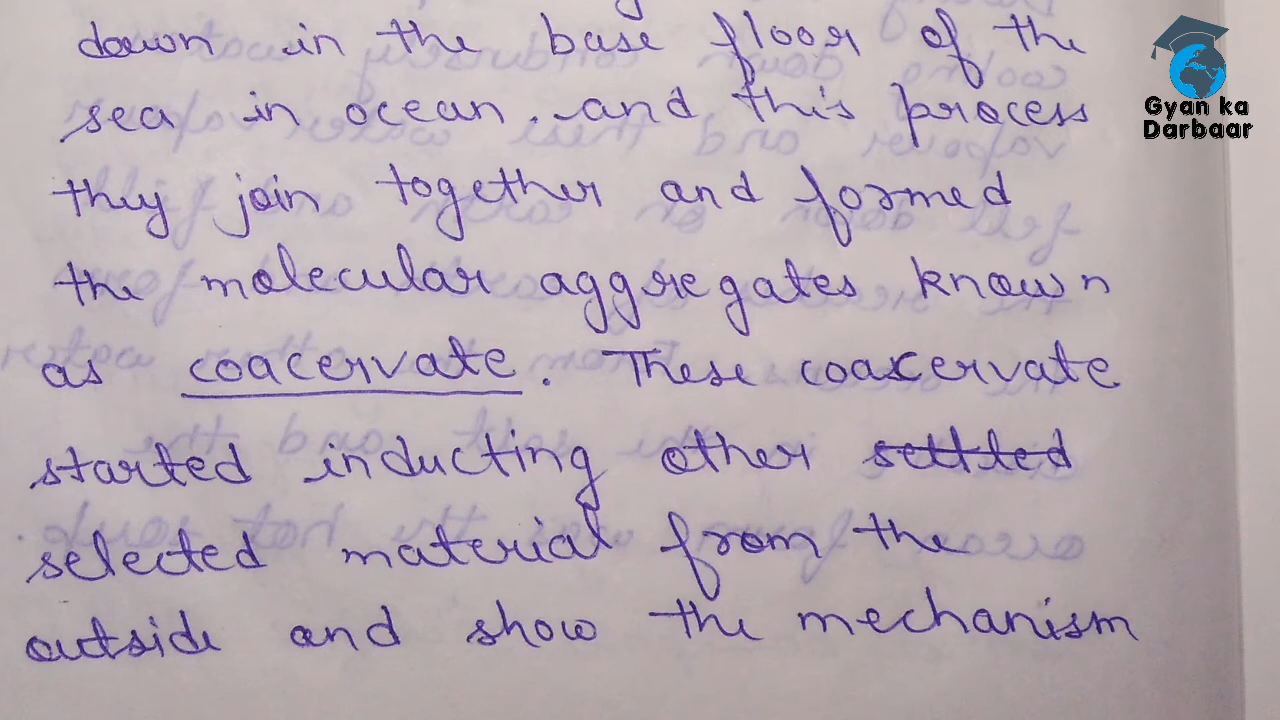 down in the base floor of the
sea in ocean. and this process
they join together and formed
the molecular aggregates known
as coacervate. These coacervate
started inducting other settled
selected material from the
outside and show the mechanism
Gyan ka
Darbaar